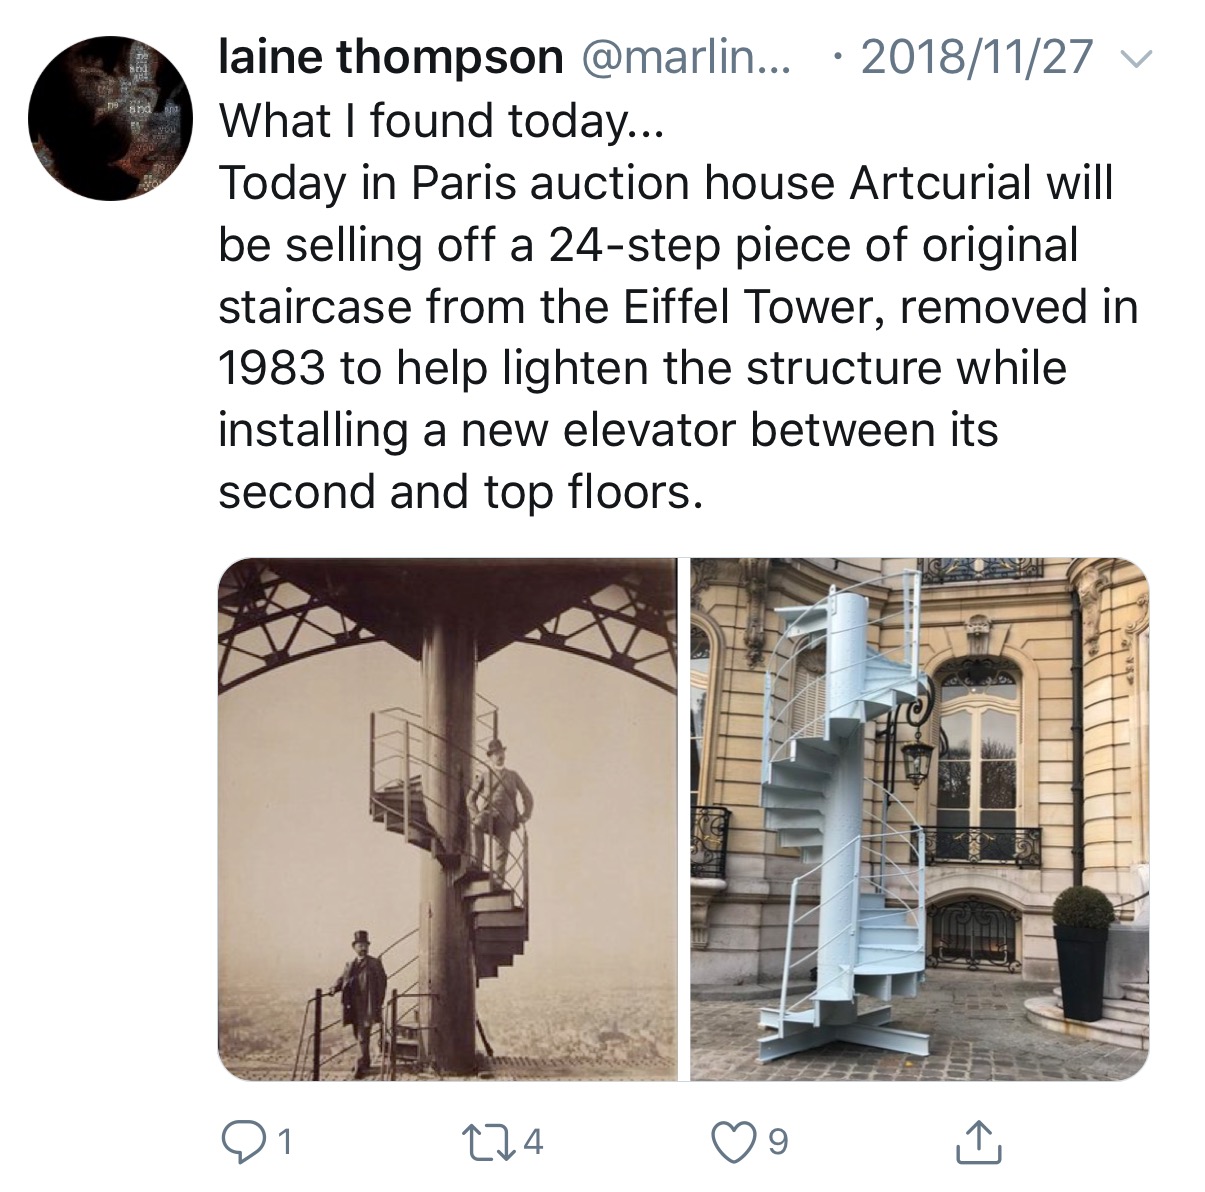 laine thompson @marlin... · 2018/11/27
What I found today...
Today in Paris auction house Artcurial will
be selling off a 24-step piece of original
staircase from the Eiffel Tower, removed in
1983 to help lighten the structure while
installing a new elevator between its
second and top floors.
1 4 9